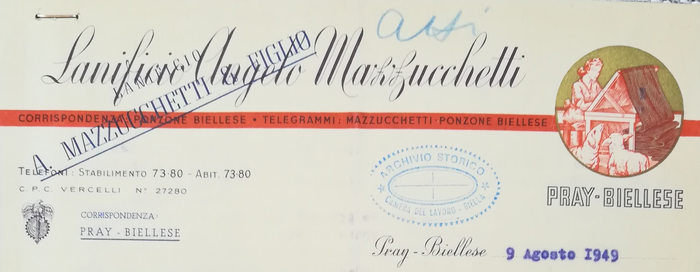 Atti
Lanificio Angelo Mazzucchetti
LANIFICIO
A. MAZZUCCHETTI & FIGLIO
CORRISPONDENZA: PONZONE BIELLESE • TELEGRAMMI: MAZZUCCHETTI-PONZONE BIELLESE
TELEFONI: STABILIMENTO 73-80 - ABIT. 73-80
C.P.C. VERCELLI N° 27280
CORRISPONDENZA:
PRAY - BIELLESE
ARCHIVIO STORICO
CAMERA DEL LAVORO - BIELLA
PRAY-BIELLESE
Pray - Biellese 9 Agosto 1949